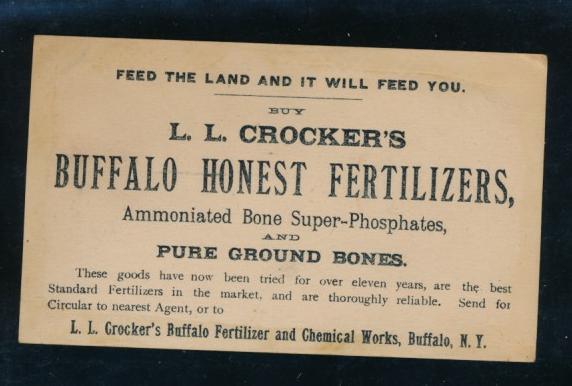 FEED THE LAND AND IT WILL FEED YOU.
BUY
L. L. CROCKER'S
BUFFALO HONEST FERTILIZERS,
Ammoniated Bone Super-Phosphates,
AND
PURE GROUND BONES.
These goods have now been tried for over eleven years, are the best
Standard Fertilizers in the market, and are thoroughly reliable. Send for
Circular to nearest Agent, or to
L. L. Crocker's Buffalo Fertilizer and Chemical Works, Buffalo, N. Y.